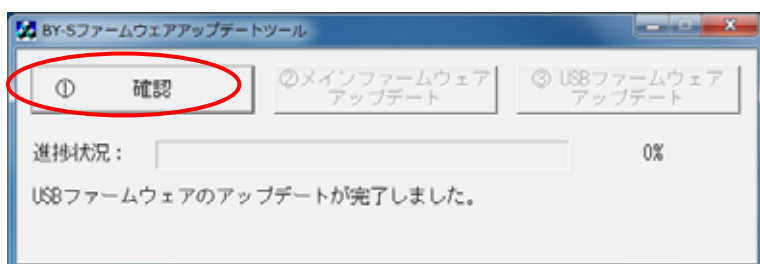 BY-Sファームウェアアップデートツール
① 確認
②メインファームウェア
アップデート
③ USBファームウェア
アップデート
進捗状況：
0%
USBファームウェアのアップデートが完了しました。